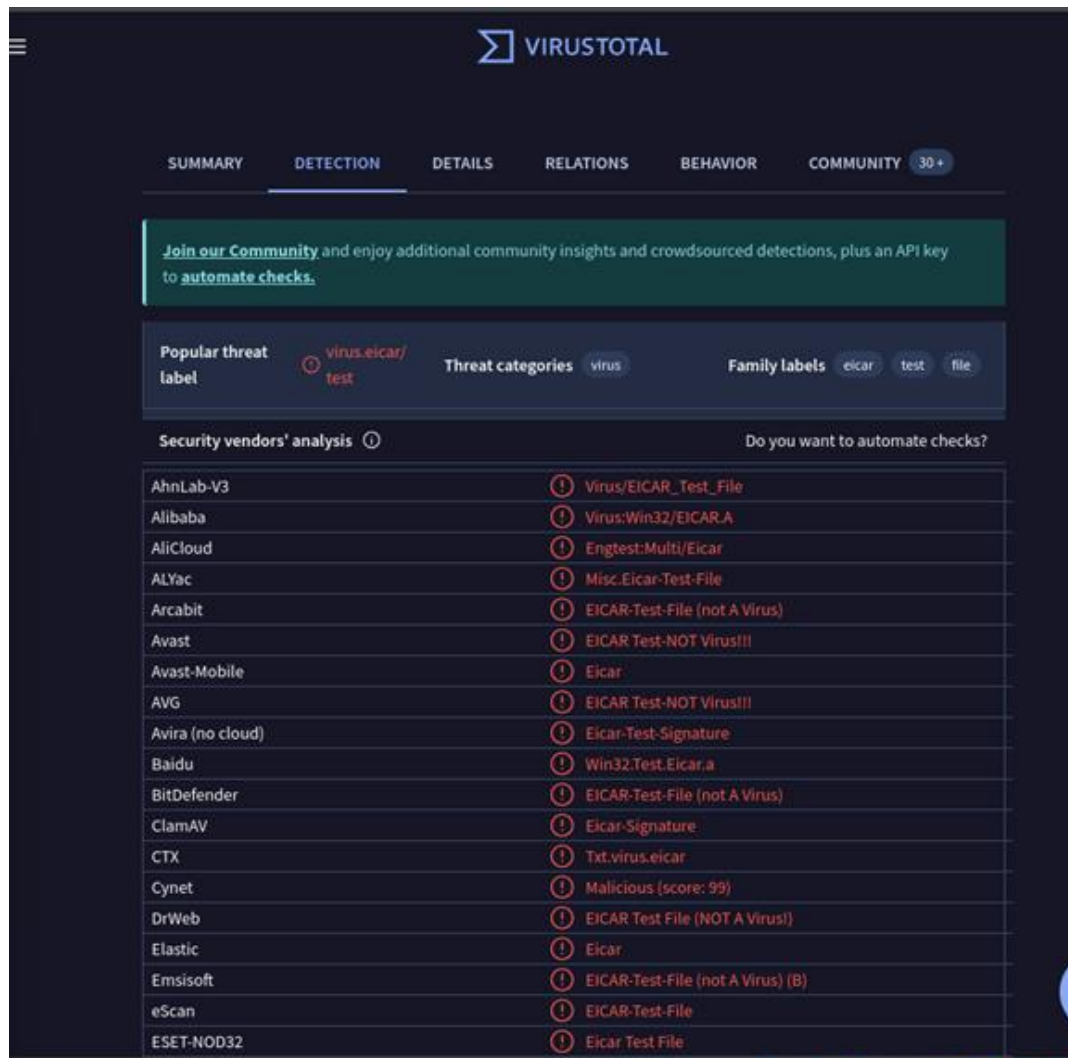 VIRUSTOTAL
SUMMARY DETECTION DETAILS RELATIONS BEHAVIOR COMMUNITY 30+
Join our Community and enjoy additional community insights and crowdsourced detections, plus an API key
to automate checks.
Popular threat label virus.eicar/test Threat categories virus Family labels eicar test file
Security vendors' analysis Do you want to automate checks?
AhnLab-V3 Virus/EICAR_Test_File
Alibaba Virus:Win32/EICAR.A
AliCloud Engtest:Multi/Eicar
ALYac Misc.Eicar-Test-File
Arcabit EICAR-Test-File (not A Virus)
Avast EICAR Test-NOT Virus!!!
Avast-Mobile Eicar
AVG EICAR Test-NOT Virus!!!
Avira (no cloud) Eicar-Test-Signature
Baidu Win32.Test.Eicar.a
BitDefender EICAR-Test-File (not A Virus)
ClamAV Eicar-Signature
CTX Txt.virus.eicar
Cynet Malicious (score: 99)
DrWeb EICAR Test File (NOT A Virus!)
Elastic Eicar
Emsisoft EICAR-Test-File (not A Virus) (B)
eScan EICAR-Test-File
ESET-NOD32 Eicar Test File